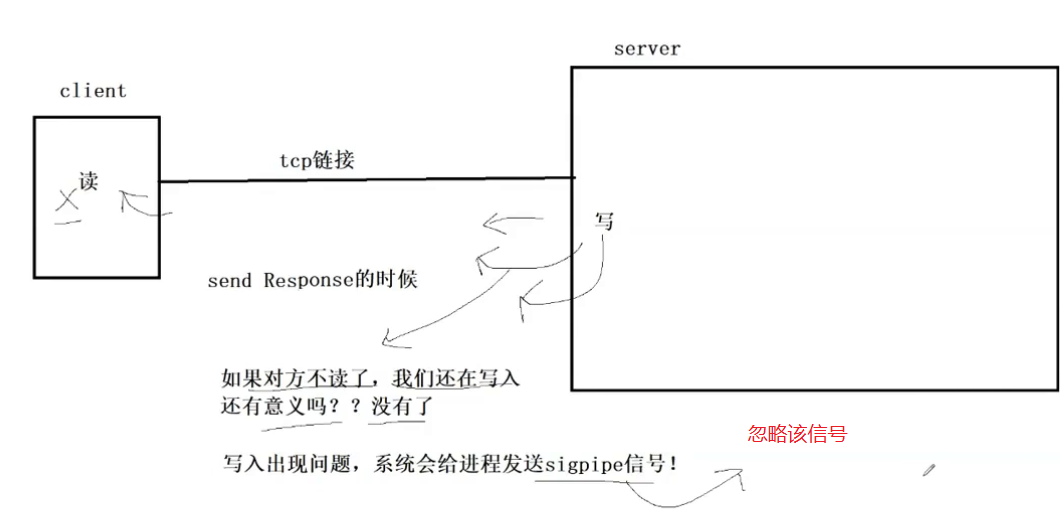 server
client
tcp链接
读
写
send Response的时候
如果对方不读了，我们还在写入
还有意义吗？？没有了
忽略该信号
写入出现问题，系统会给进程发送sigpipe信号！